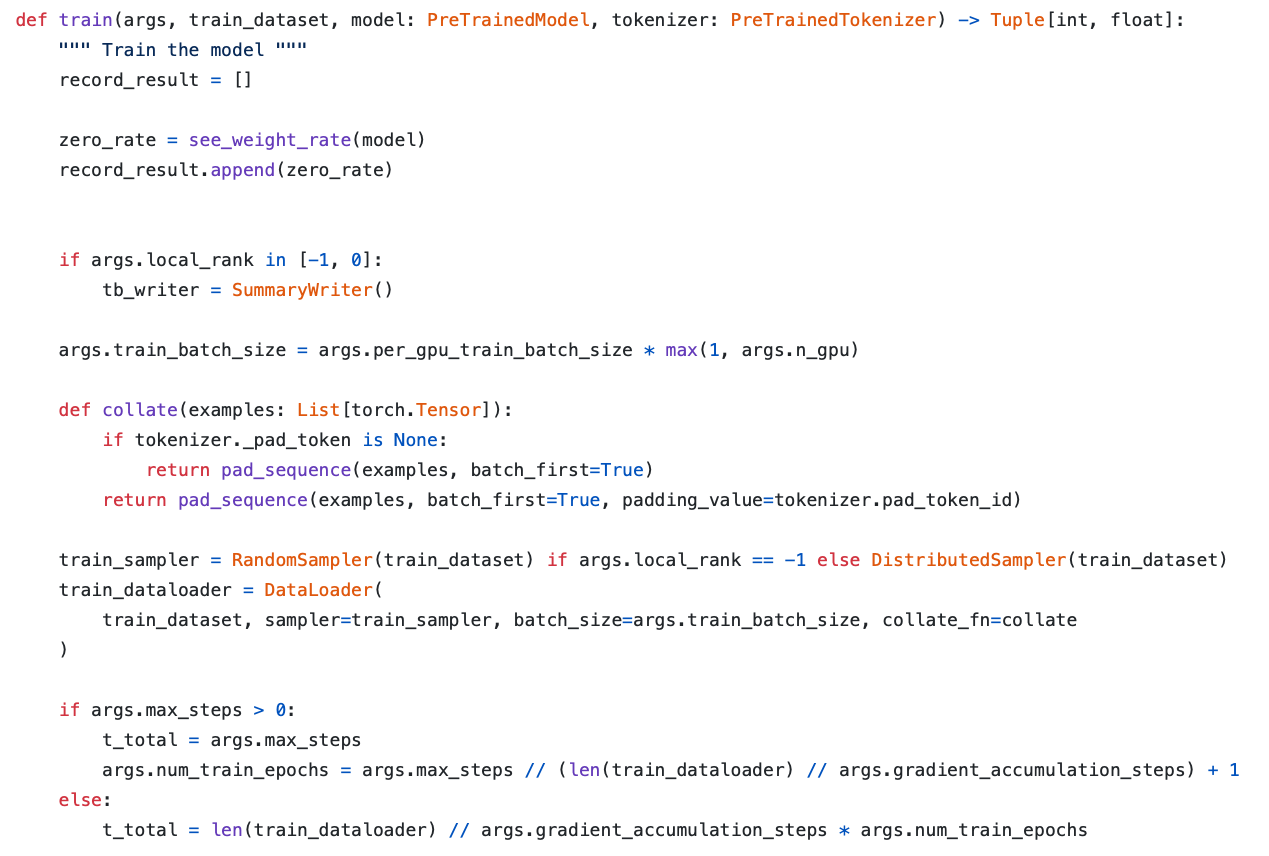 def train(args, train_dataset, model: PreTrainedModel, tokenizer: PreTrainedTokenizer) -> Tuple[int, float]:
    """ Train the model """
    record_result = []

    zero_rate = see_weight_rate(model)
    record_result.append(zero_rate)


    if args.local_rank in [-1, 0]:
        tb_writer = SummaryWriter()

    args.train_batch_size = args.per_gpu_train_batch_size * max(1, args.n_gpu)

    def collate(examples: List[torch.Tensor]):
        if tokenizer._pad_token is None:
            return pad_sequence(examples, batch_first=True)
        return pad_sequence(examples, batch_first=True, padding_value=tokenizer.pad_token_id)

    train_sampler = RandomSampler(train_dataset) if args.local_rank == -1 else DistributedSampler(train_dataset)
    train_dataloader = DataLoader(
        train_dataset, sampler=train_sampler, batch_size=args.train_batch_size, collate_fn=collate
    )

    if args.max_steps > 0:
        t_total = args.max_steps
        args.num_train_epochs = args.max_steps // (len(train_dataloader) // args.gradient_accumulation_steps) + 1
    else:
        t_total = len(train_dataloader) // args.gradient_accumulation_steps * args.num_train_epochs